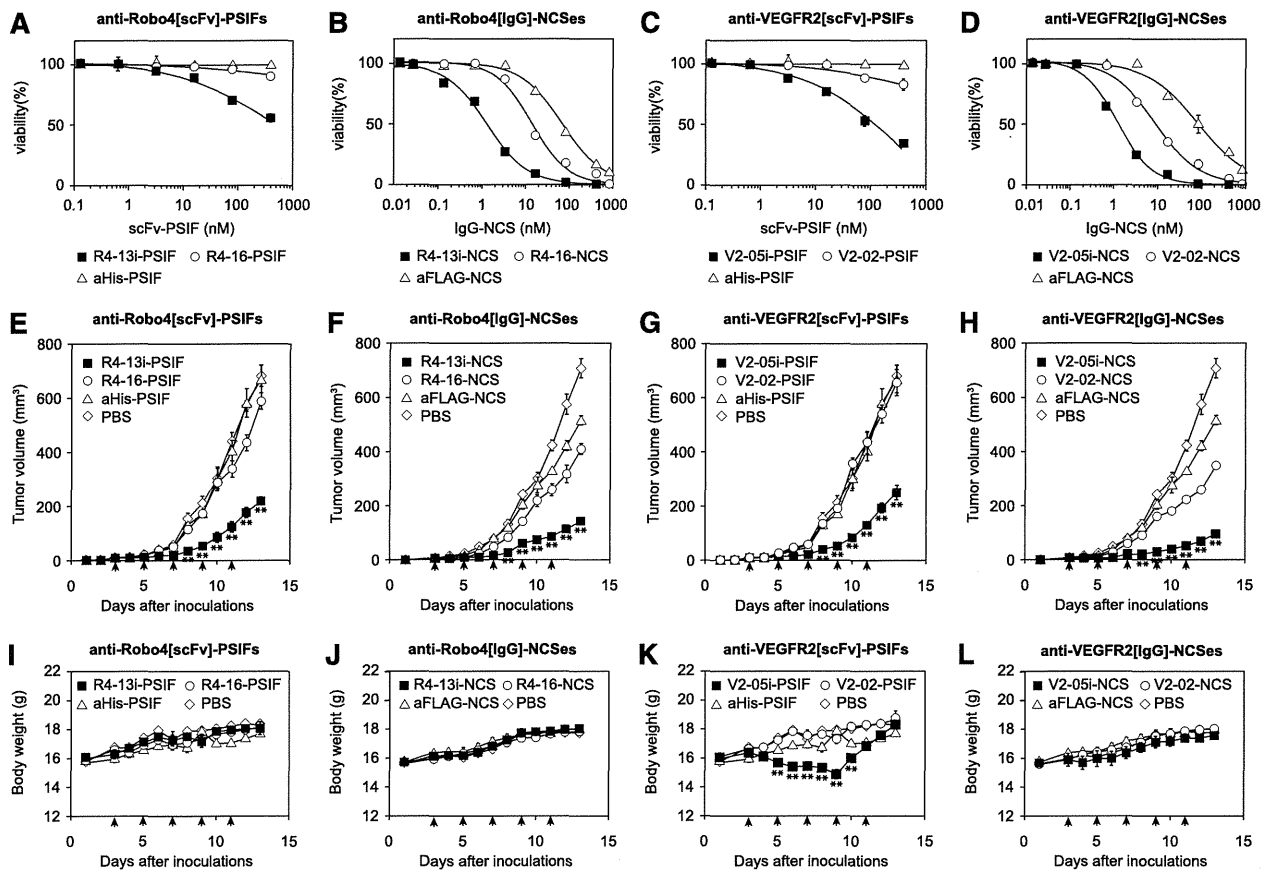 A anti-Robo4[scFv]-PSIFs
viability(%)
100
50
0
0.1 1 10 100 1000
scFv-PSIF (nM)
■ R4-13i-PSIF ○ R4-16-PSIF
△ aHis-PSIF
B anti-Robo4[IgG]-NCSes
viability(%)
100
50
0
0.01 0.1 1 10 100 1000
IgG-NCS (nM)
■ R4-13i-NCS ○ R4-16-NCS
△ aFLAG-NCS
C anti-VEGFR2[scFv]-PSIFs
viability(%)
100
50
0
0.1 1 10 100 1000
scFv-PSIF (nM)
■ V2-05i-PSIF ○ V2-02-PSIF
△ aHis-PSIF
D anti-VEGFR2[IgG]-NCSes
viability(%)
100
50
0
0.01 0.1 1 10 100 1000
IgG-NCS (nM)
■ V2-05i-NCS ○ V2-02-NCS
△ aFLAG-NCS
E anti-Robo4[scFv]-PSIFs
Tumor volume (mm³)
800
600
400
200
0
■ R4-13i-PSIF
○ R4-16-PSIF
△ aHis-PSIF
◇ PBS
** ** ** ** ** **
0 5 10 15
Days after inoculations
F anti-Robo4[IgG]-NCSes
Tumor volume (mm³)
800
600
400
200
0
■ R4-13i-NCS
○ R4-16-NCS
△ aFLAG-NCS
◇ PBS
** ** ** ** ** **
0 5 10 15
Days after inoculations
G anti-VEGFR2[scFv]-PSIFs
Tumor volume (mm³)
800
600
400
200
0
■ V2-05i-PSIF
○ V2-02-PSIF
△ aHis-PSIF
◇ PBS
** ** ** ** ** **
0 5 10 15
Days after inoculations
H anti-VEGFR2[IgG]-NCSes
Tumor volume (mm³)
800
600
400
200
0
■ V2-05i-NCS
○ V2-02-NCS
△ aFLAG-NCS
◇ PBS
** ** ** ** ** **
0 5 10 15
Days after inoculations
I anti-Robo4[scFv]-PSIFs
Body weight (g)
22
20
18
16
14
12
■ R4-13i-PSIF ○ R4-16-PSIF
△ aHis-PSIF ◇ PBS
0 5 10 15
Days after inoculations
J anti-Robo4[IgG]-NCSes
Body weight (g)
22
20
18
16
14
12
■ R4-13i-NCS ○ R4-16-NCS
△ aFLAG-NCS ◇ PBS
0 5 10 15
Days after inoculations
K anti-VEGFR2[scFv]-PSIFs
Body weight (g)
22
20
18
16
14
12
■ V2-05i-PSIF ○ V2-02-PSIF
△ aHis-PSIF ◇ PBS
** ** ** ** ** **
0 5 10 15
Days after inoculations
L anti-VEGFR2[IgG]-NCSes
Body weight (g)
22
20
18
16
14
12
■ V2-05i-NCS ○ V2-02-NCS
△ aFLAG-NCS ◇ PBS
0 5 10 15
Days after inoculations